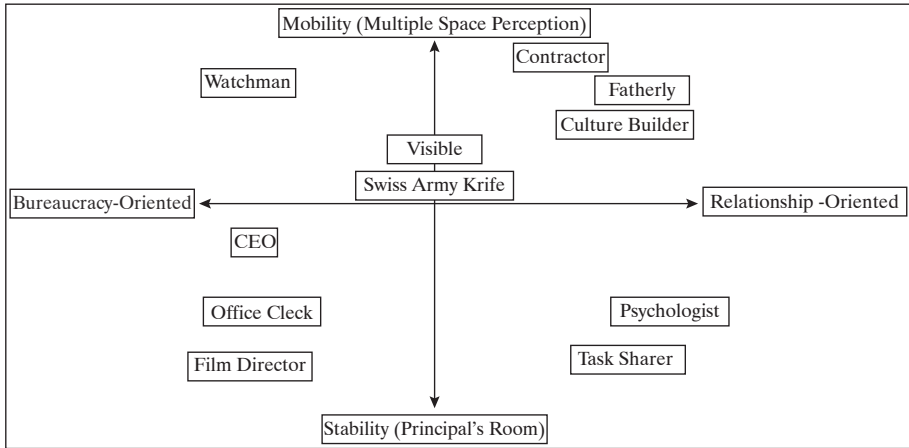 Mobility (Multiple Space Perception)
Contractor
Watchman
Fatherly
Culture Builder
Visible
Swiss Army Krife
Bureaucracy-Oriented
Relationship -Oriented
CEO
Office Cleck
Psychologist
Film Director
Task Sharer
Stability (Principal's Room)